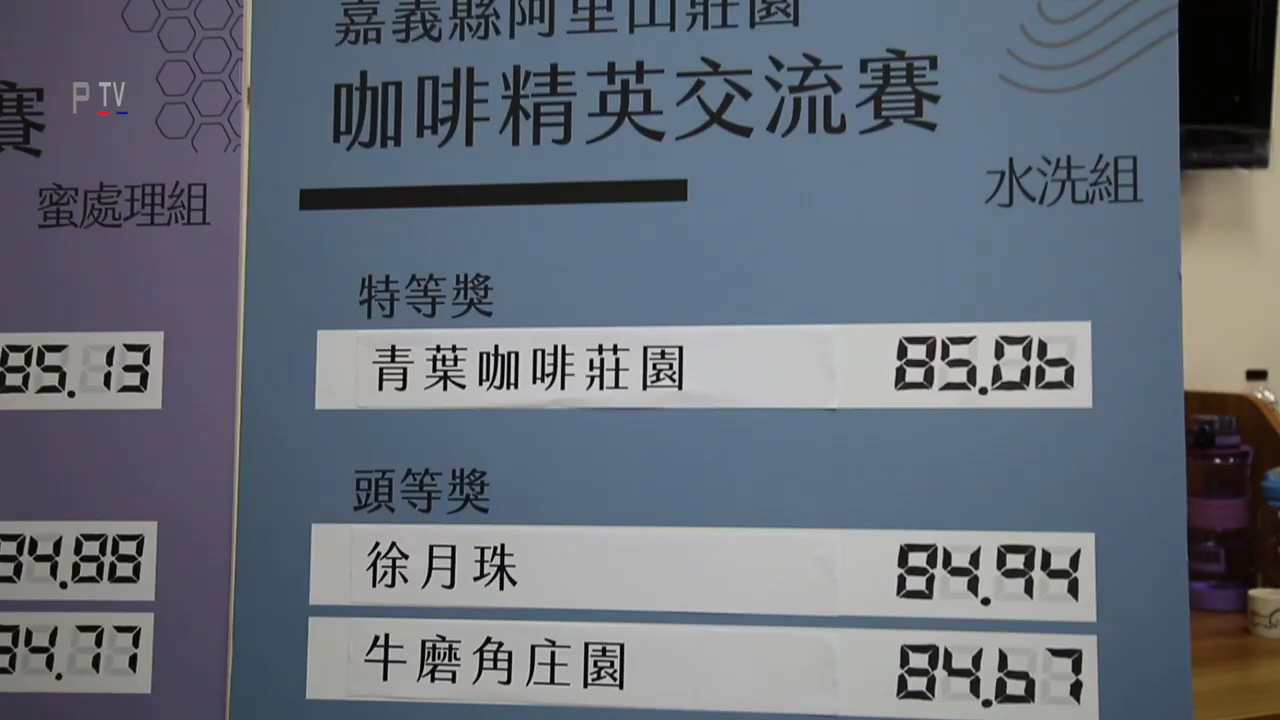 P TV
賽
蜜處理組
85.13
84.88
84.77
嘉義縣阿里山莊園
咖啡精英交流賽
水洗組
特等獎
青葉咖啡莊園 85.06
頭等獎
徐月珠 84.94
牛磨角庄園 84.67